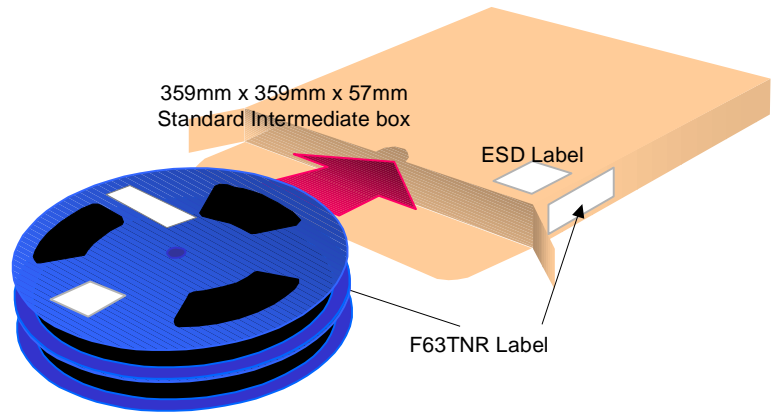 359mm x 359mm x 57mm
Standard Intermediate box
ESD Label
F63TNR Label